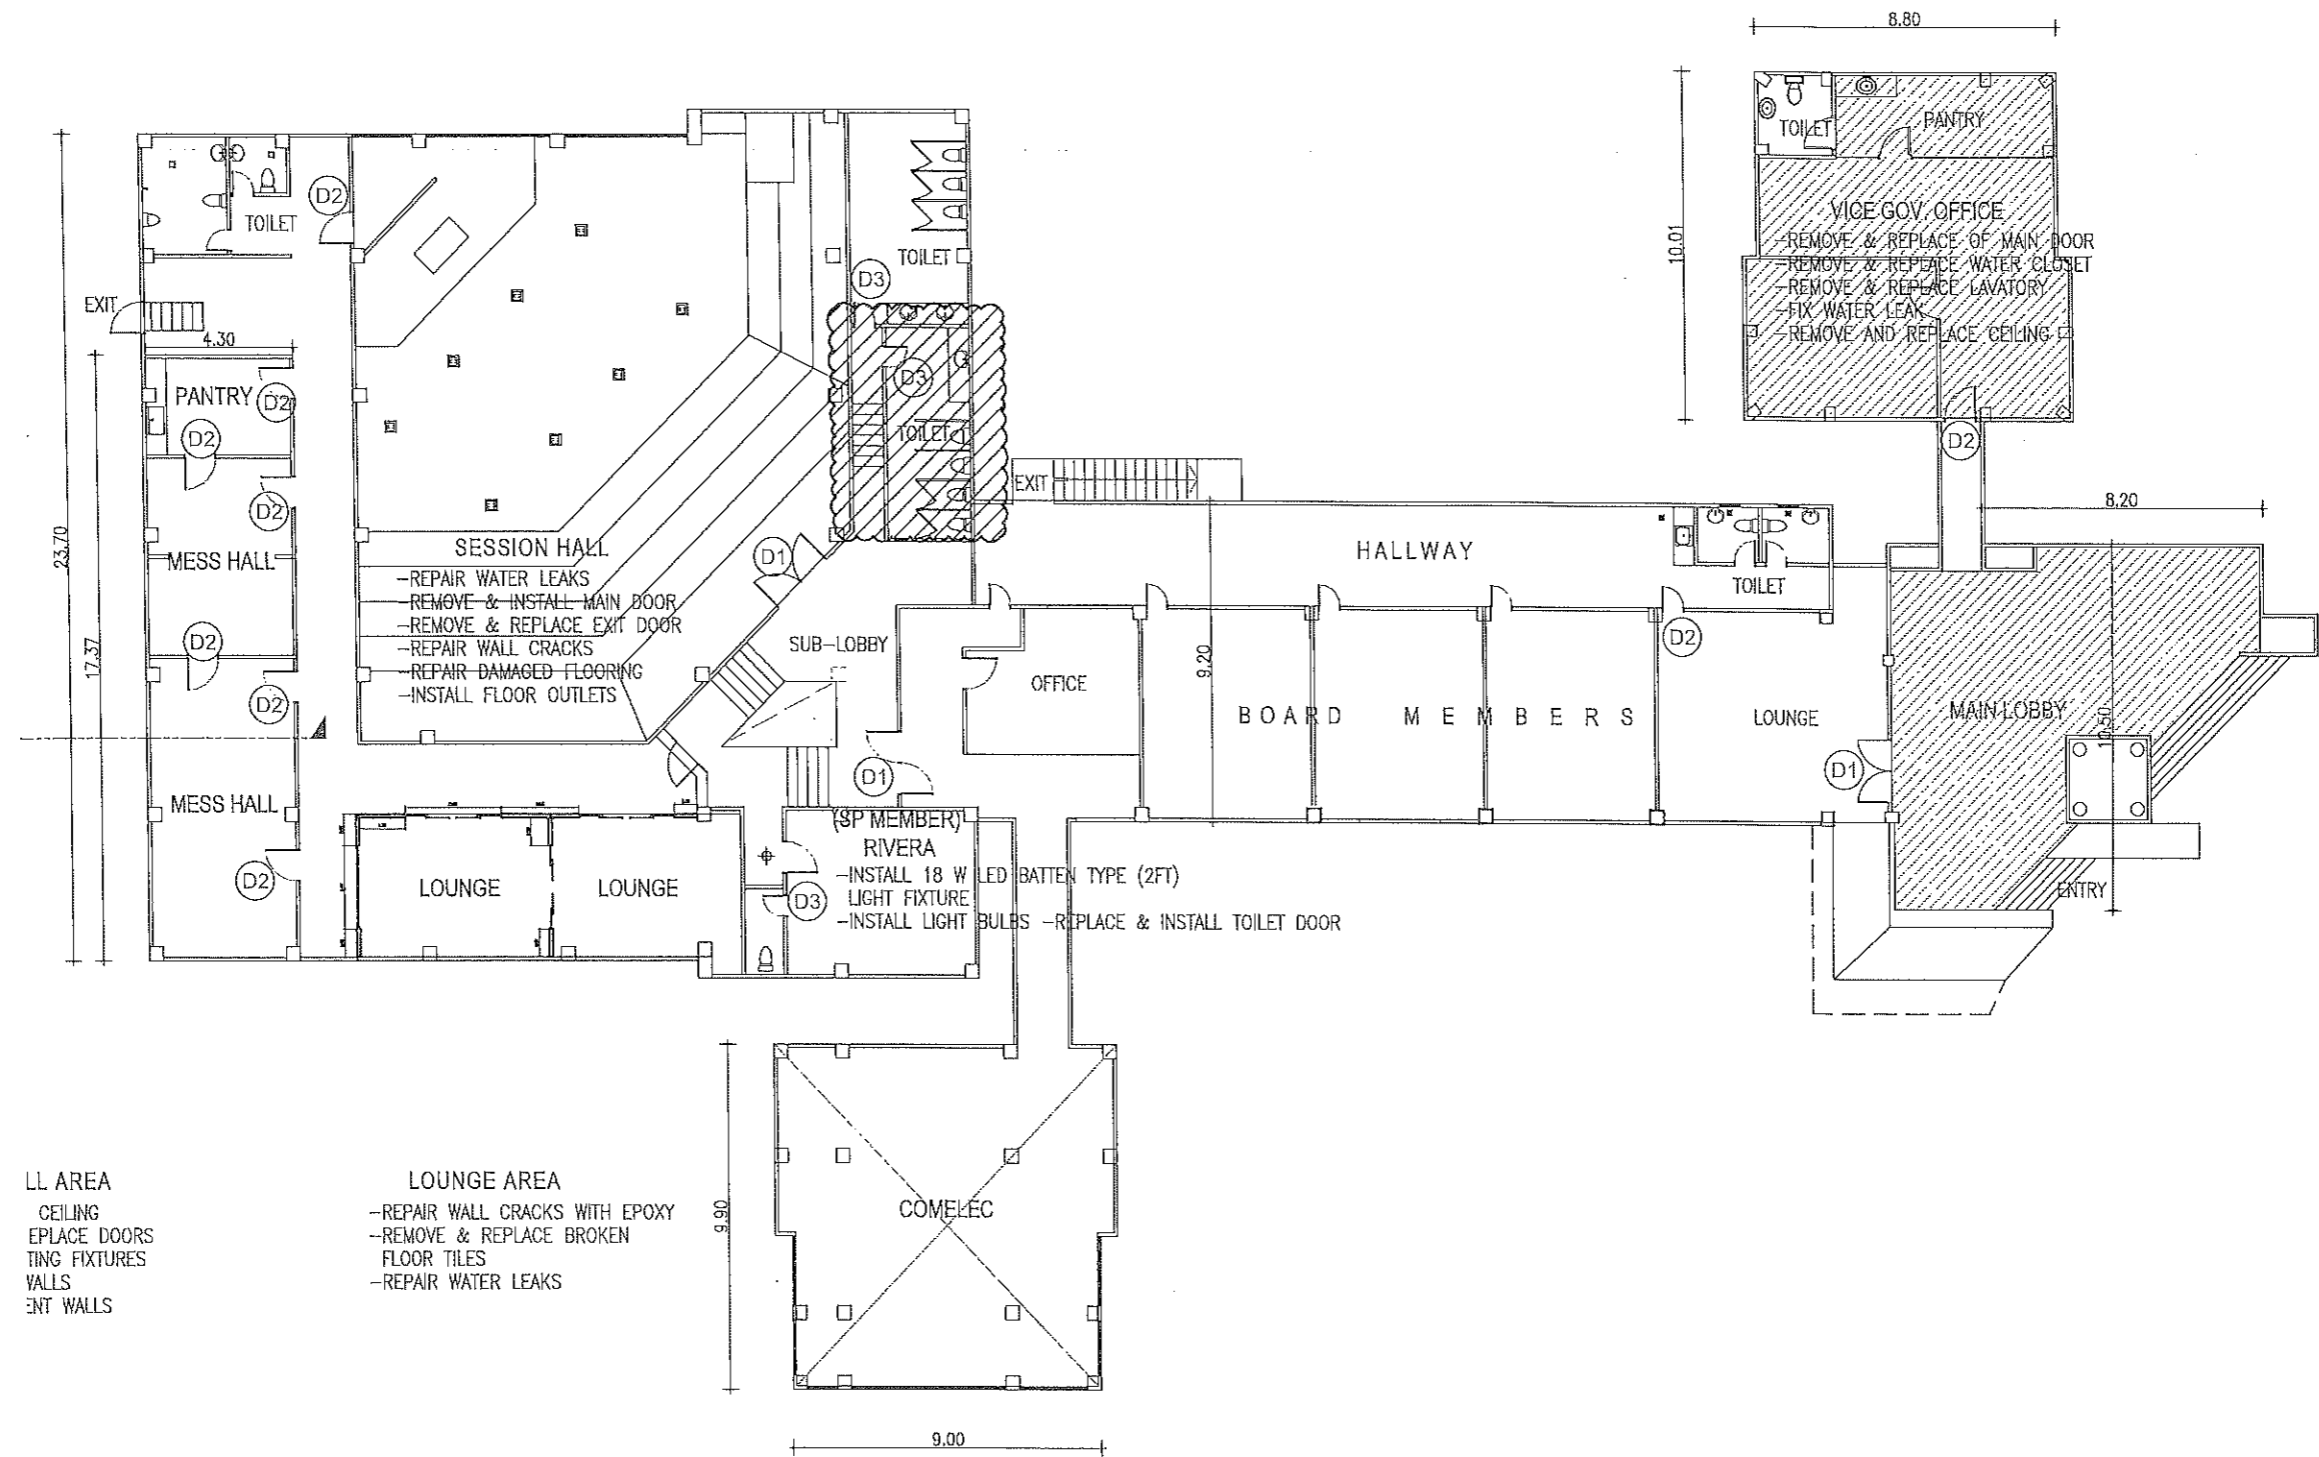 8.80
10.01
TOILET
PANTRY
VICE GOV. OFFICE
-REMOVE & REPLACE OF MAIN DOOR
-REMOVE & REPLACE WATER CLOSET
-REMOVE & REPLACE LAVATORY
-FIX WATER LEAK
-REMOVE AND REPLACE CEILING
D2
8.20
TOILET
D2
EXIT
4.30
PANTRY
D2
D2
23.70
17.37
MESS HALL
D2
D2
D2
MESS HALL
D2
TOILET
D3
D3
TOILET
EXIT
SESSION HALL
-REPAIR WATER LEAKS
-REMOVE & INSTALL MAIN DOOR
-REMOVE & REPLACE EXIT DOOR
-REPAIR WALL CRACKS
-REPAIR DAMAGED FLOORING
-INSTALL FLOOR OUTLETS
D1
SUB-LOBBY
D1
HALLWAY
TOILET
9.20
OFFICE
BOARD MEMBERS
D2
LOUNGE
D1
MAIN LOBBY
10.50
ENTRY
LOUNGE
LOUNGE
D3
(SP MEMBER)
RIVERA
-INSTALL 18 W LED BATTEN TYPE (2FT)
LIGHT FIXTURE
-INSTALL LIGHT BULBS -REPLACE & INSTALL TOILET DOOR
9.90
COMELEC
9.00
LL AREA
CEILING
EPLACE DOORS
TING FIXTURES
WALLS
ENT WALLS
LOUNGE AREA
-REPAIR WALL CRACKS WITH EPOXY
-REMOVE & REPLACE BROKEN
FLOOR TILES
-REPAIR WATER LEAKS